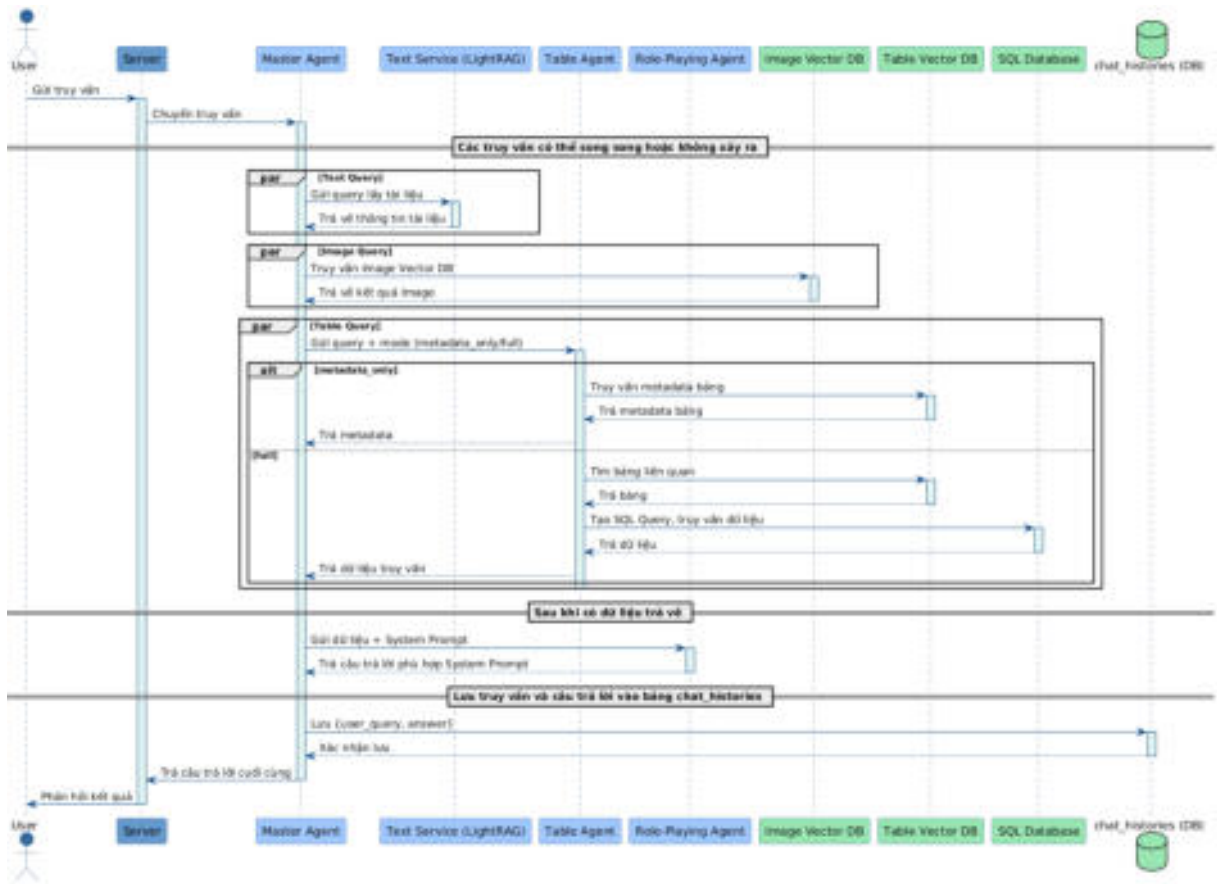 User
Server
Master Agent
Text Service (LightRAG)
Table Agent
Role-Playing Agent
Image Vector DB
Table Vector DB
SQL Database
chat_histories (DB)
Gửi truy vấn
Chuyển truy vấn
Các truy vấn có thể song song hoặc không xảy ra
par [Text Query]
Gửi query lấy tài liệu
Trả về thông tin tài liệu
par [Image Query]
Truy vấn Image Vector DB
Trả về kết quả image
par [Table Query]
Gửi query + mode (metadata_only/full)
alt [metadata_only]
Truy vấn metadata bảng
Trả metadata bảng
Trả metadata
[full]
Tìm bảng liên quan
Trả bảng
Tạo SQL Query, truy vấn dữ liệu
Trả dữ liệu
Trả dữ liệu truy vấn
Sau khi có dữ liệu trả về
Gửi dữ liệu + System Prompt
Trả câu trả lời phù hợp System Prompt
Lưu truy vấn và câu trả lời vào bảng chat_histories
Lưu (user_query, answer)
Xác nhận lưu
Trả câu trả lời cuối cùng
Phản hồi kết quả
User
Server
Master Agent
Text Service (LightRAG)
Table Agent
Role-Playing Agent
Image Vector DB
Table Vector DB
SQL Database
chat_histories (DB)